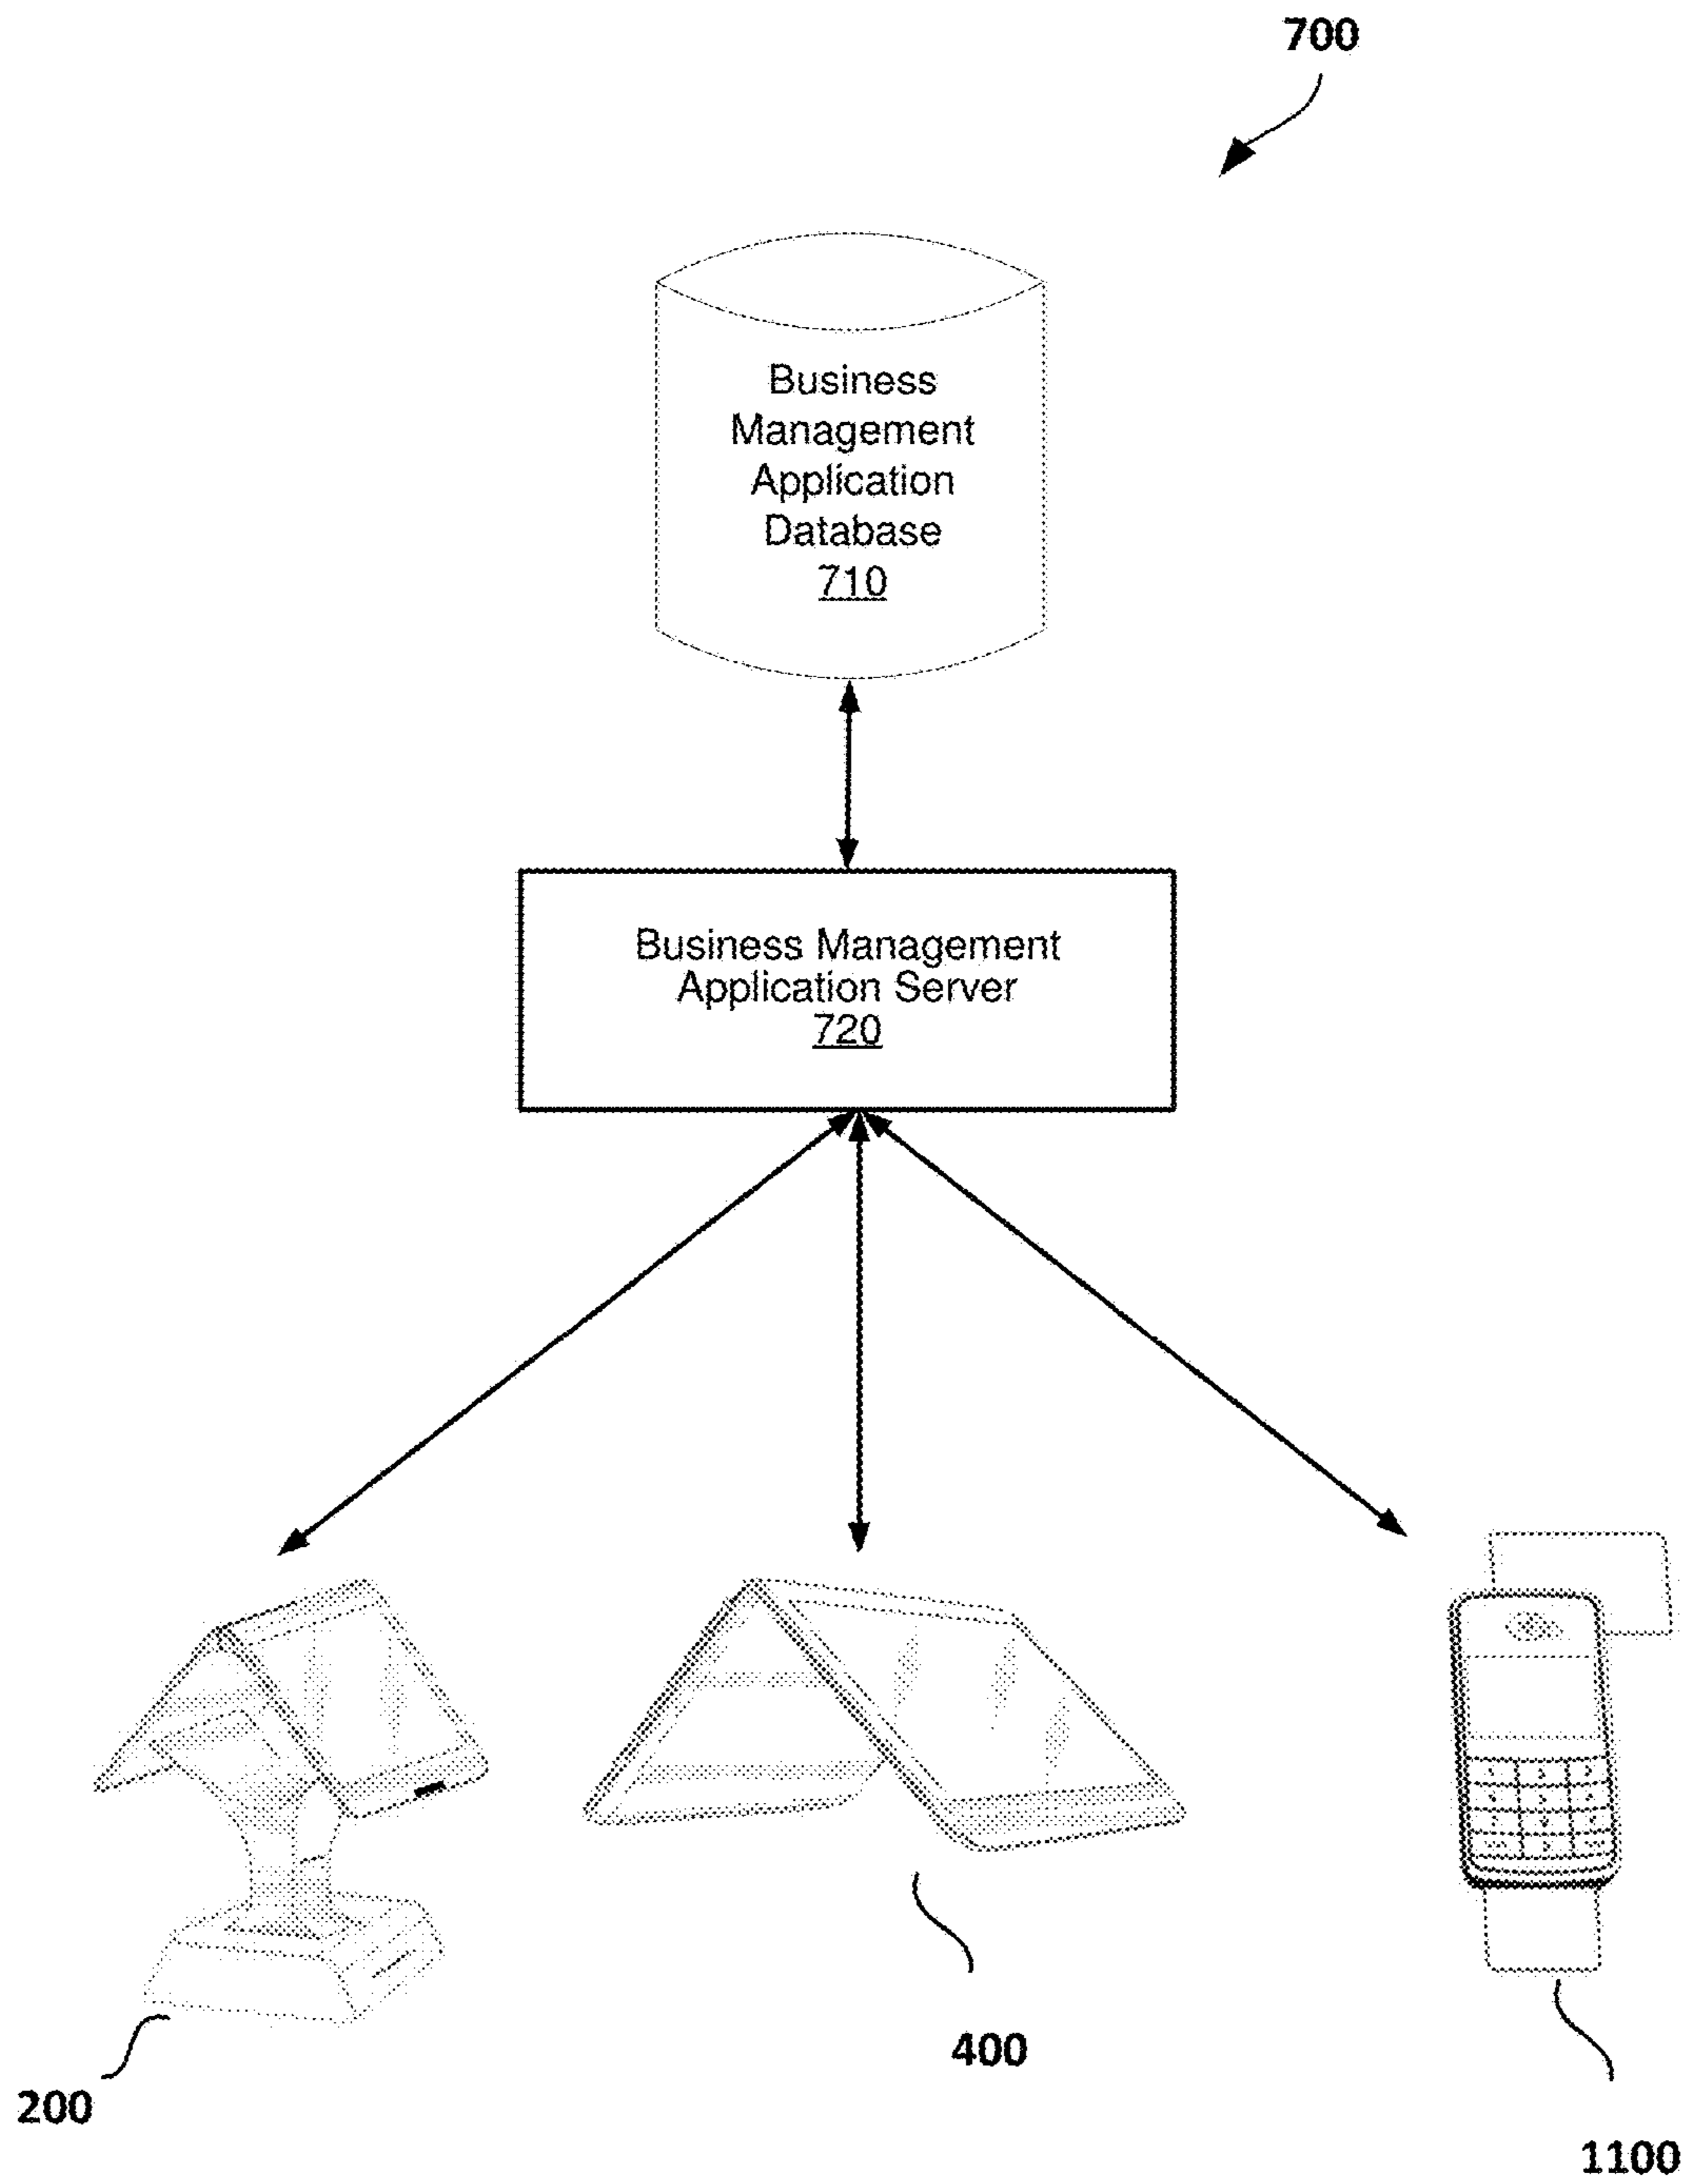 700
Business
Management
Application
Database
710
Business Management
Application Server
720
400
200
1100